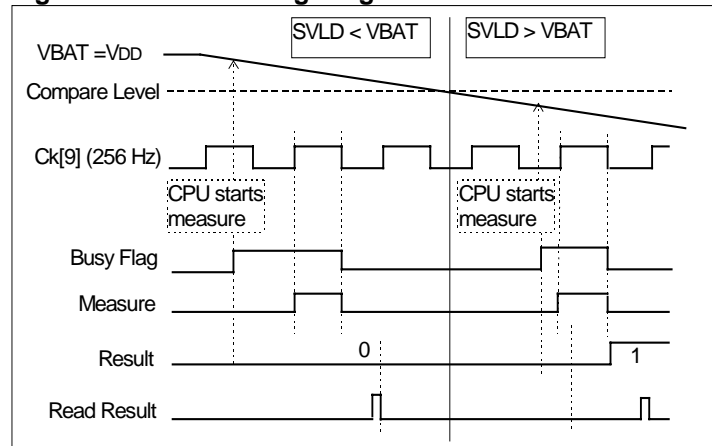 SVLD < VBAT
SVLD > VBAT
VBAT =VDD
Compare Level
Ck[9] (256 Hz)
CPU starts
measure
CPU starts
measure
Busy Flag
Measure
Result
0
1
Read Result